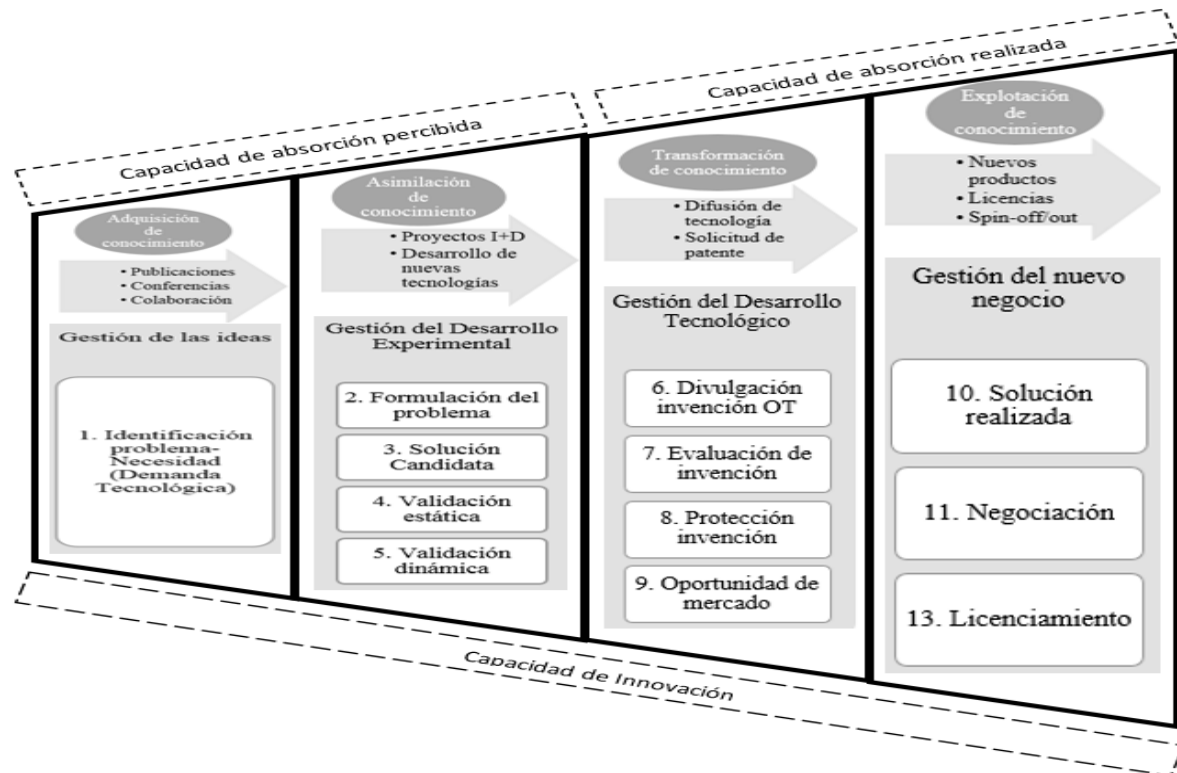 Capacidad de absorción percibida
Capacidad de absorción realizada
Adquisición
de
conocimiento
• Publicaciones
• Conferencias
• Colaboración
Gestión de las ideas
1. Identificación
problema-
Necesidad
(Demanda
Tecnológica)
Asimilación
de
conocimiento
• Proyectos I+D
• Desarrollo de
nuevas
tecnologías
Gestión del Desarrollo
Experimental
2. Formulación del
problema
3. Solución
Candidata
4. Validación
estática
5. Validación
dinámica
Transformación
de conocimiento
• Difusión de
tecnología
• Solicitud de
patente
Gestión del Desarrollo
Tecnológico
6. Divulgación
invención OT
7. Evaluación de
invención
8. Protección
invención
9. Oportunidad de
mercado
Explotación
de
conocimiento
• Nuevos
productos
• Licencias
• Spin-off/out
Gestión del nuevo
negocio
10. Solución
realizada
11. Negociación
13. Licenciamiento
Capacidad de Innovación